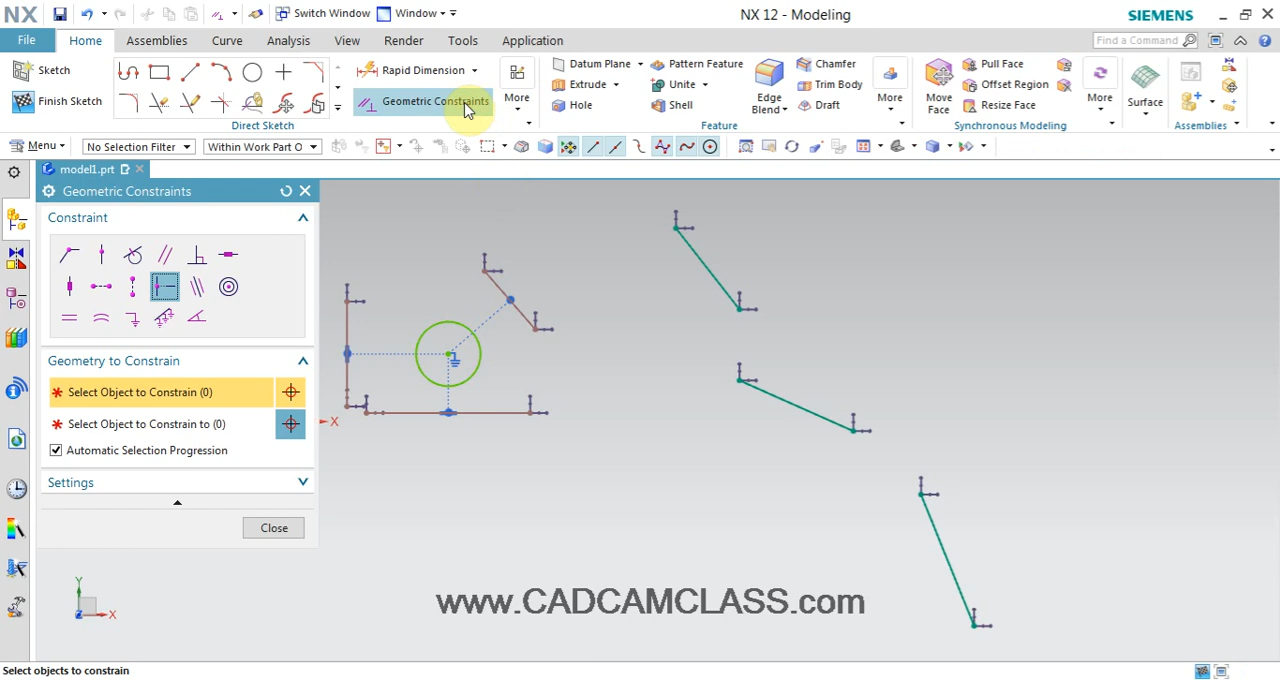 NX
Switch Window
Window
NX 12 - Modeling
SIEMENS
File
Home
Assemblies
Curve
Analysis
View
Render
Tools
Application
Find a Command
Sketch
Finish Sketch
Direct Sketch
Rapid Dimension
Geometric Constraints
More
Datum Plane
Extrude
Hole
Pattern Feature
Unite
Shell
Edge
Blend
Chamfer
Trim Body
Draft
More
Feature
Move
Face
Pull Face
Offset Region
Resize Face
More
Synchronous Modeling
Surface
Assemblies
Menu
No Selection Filter
Within Work Part O
model1.prt
Geometric Constraints
Constraint
Geometry to Constrain
* Select Object to Constrain (0)
* Select Object to Constrain to (0)
Automatic Selection Progression
Settings
Close
X
Y
Z
X
www.CADCAMCLASS.com
Select objects to constrain